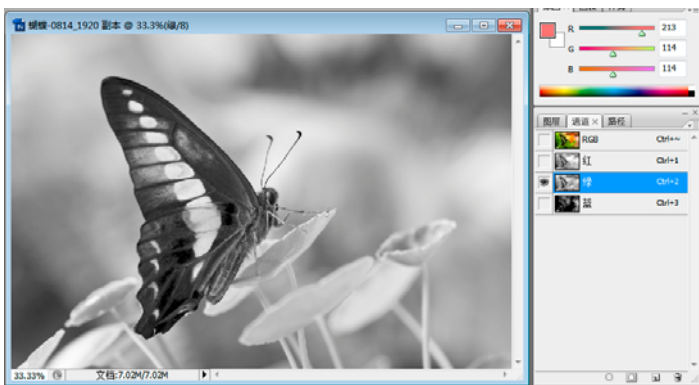 蝴蝶-0814_1920 副本 @ 33.3%(绿/8)
R 213
G 114
B 114
图层 通道 × 路径
RGB Ctrl+~
红 Ctrl+1
绿 Ctrl+2
蓝 Ctrl+3
33.33% 文档:7.02M/7.02M